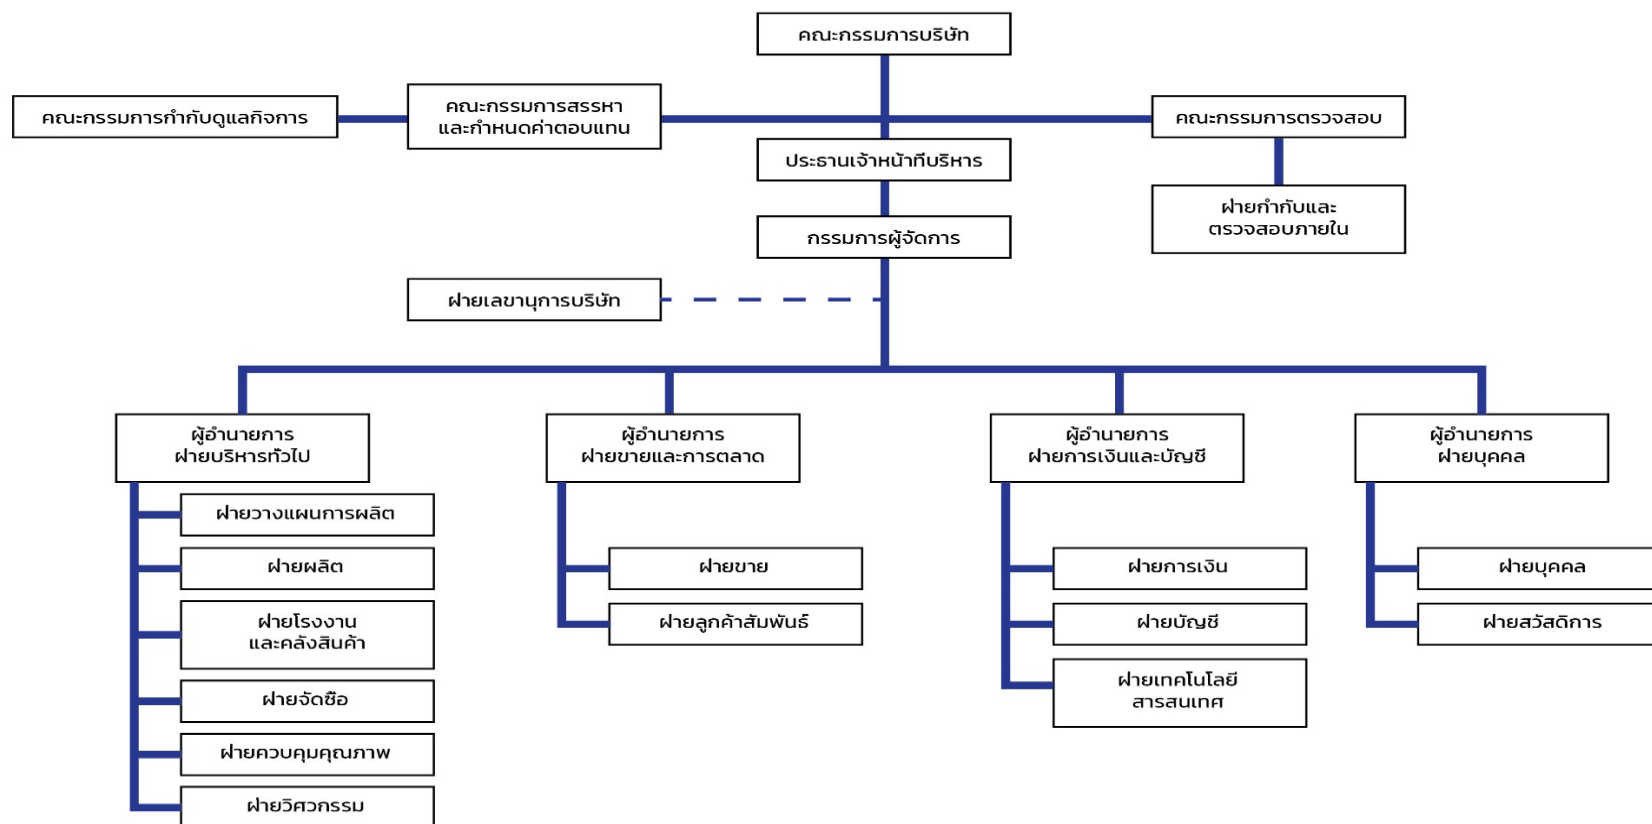 คณะกรรมการบริษัท
คณะกรรมการกำกับดูแลกิจการ
คณะกรรมการสรรหา
และกำหนดค่าตอบแทน
คณะกรรมการตรวจสอบ
ประธานเจ้าหน้าที่บริหาร
ฝ่ายกำกับและ
ตรวจสอบภายใน
กรรมการผู้จัดการ
ฝ่ายเลขานุการบริษัท
ผู้อำนายการ
ฝ่ายบริหารทั่วไป
ฝ่ายวางแผนการผลิต
ฝ่ายผลิต
ฝ่ายโรงงาน
และคลังสินค้า
ฝ่ายจัดซื้อ
ฝ่ายควบคุมคุณภาพ
ฝ่ายวิศวกรรม
ผู้อำนายการ
ฝ่ายขายและการตลาด
ฝ่ายขาย
ฝ่ายลูกค้าสัมพันธ์
ผู้อำนายการ
ฝ่ายการเงินและบัญชี
ฝ่ายการเงิน
ฝ่ายบัญชี
ฝ่ายเทคโนโลยี
สารสนเทศ
ผู้อำนายการ
ฝ่ายบุคคล
ฝ่ายบุคคล
ฝ่ายสวัสดิการ